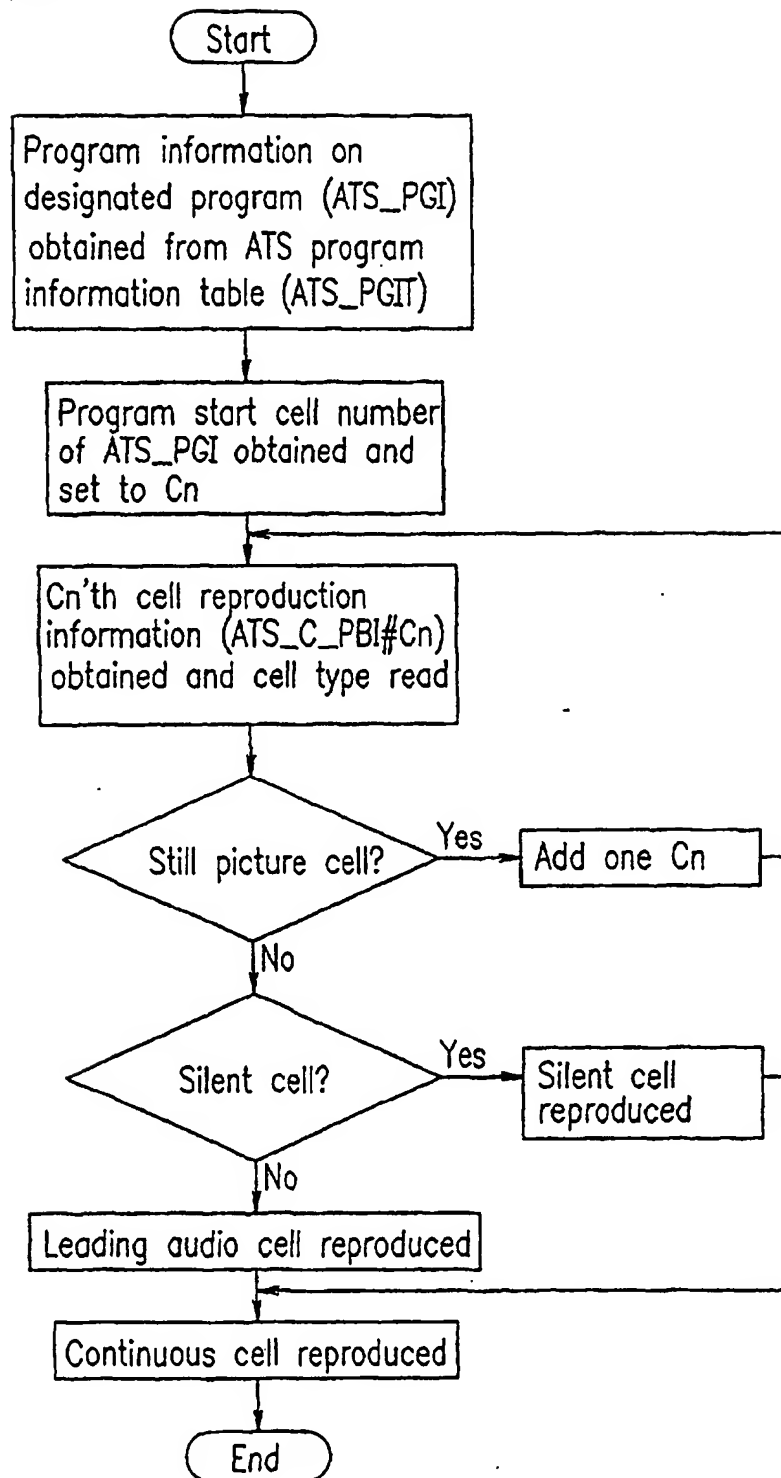 Start
Program information on
designated program (ATS_PGI)
obtained from ATS program
information table (ATS_PGIT)
Program start cell number
of ATS_PGI obtained and
set to Cn
Cn'th cell reproduction
information (ATS_C_PBI#Cn)
obtained and cell type read
Still picture cell?
Yes
Add one Cn
No
Silent cell?
Yes
Silent cell
reproduced
No
Leading audio cell reproduced
Continuous cell reproduced
End